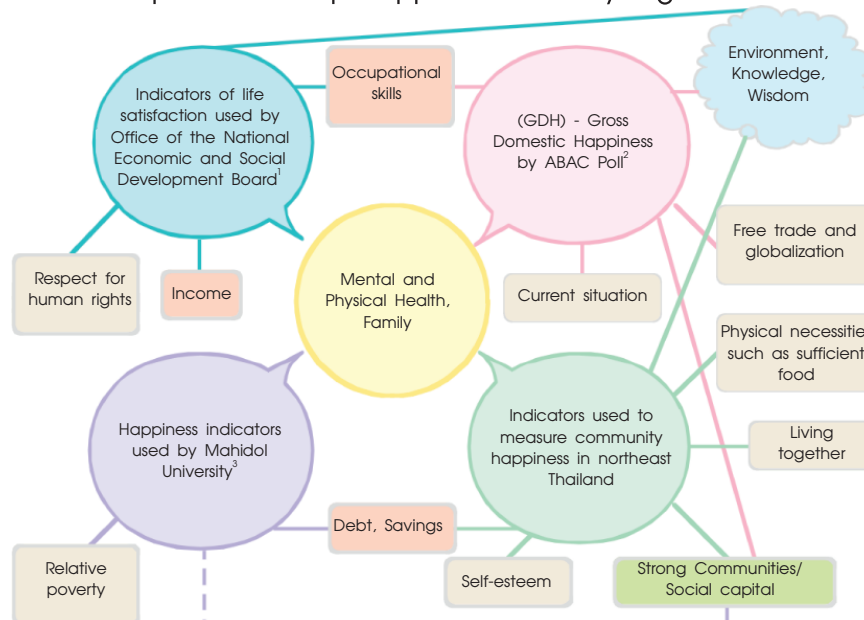 Occupational
skills
Environment,
Knowledge,
Wisdom
Indicators of life
satisfaction used by
Office of the National
Economic and Social
Development Board1
(GDH) - Gross
Domestic Happiness
by ABAC Poll2
Free trade and
globalization
Respect for
human rights
Income
Mental and
Physical Health,
Family
Current situation
Physical necessitie
such as sufficient
food
Happiness indicators
used by Mahidol
University3
Indicators used to
measure community
happiness in northeast
Thailand
Living
together
Debt, Savings
Relative
poverty
Self-esteem
Strong Communities/
Social capital